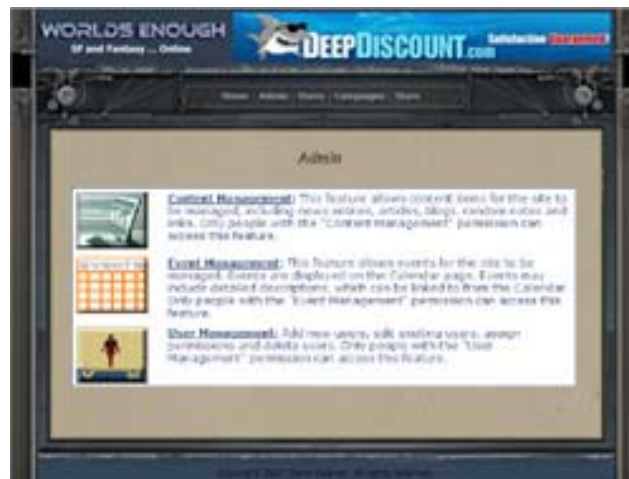 WORLDS ENOUGH
SF and Fantasy ... Online
DEEPDISCOUNT.com
Satisfaction Guaranteed!
Home | Admin | | Campaigns |
Admin
Content Management: This feature allows content items for the site to
be managed, including news entries, articles, blogs, random notes and
links. Only people with the "Content Management" permission can
access this feature.
Event Management: This feature allows events for the site to be
managed. Events are displayed on the Calendar page. Events may
include detailed descriptions, which can be linked to from the Calendar
Only people with the "Event Management" permission can access this
feature.
User Management: Add new users, edit existing users, assign
permissions and delete users. Only people with the "User
Management" permission can access this feature.
Copyright 2007 All rights reserved.